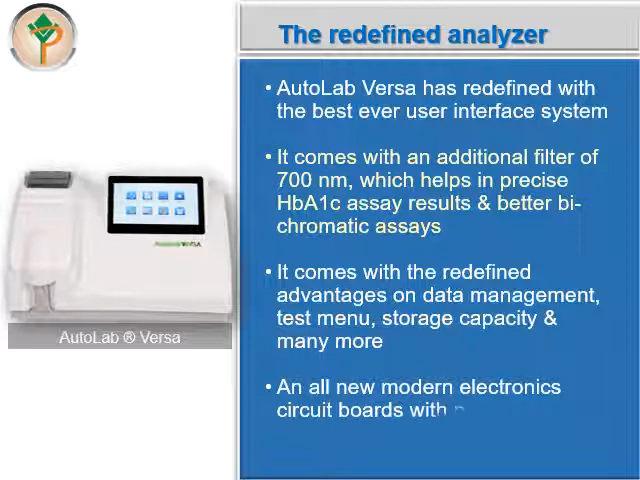 The redefined analyzer
• AutoLab Versa has redefined with
the best ever user interface system
• It comes with an additional filter of
700 nm, which helps in precise
HbA1c assay results & better bi-
chromatic assays
• It comes with the redefined
advantages on data management,
test menu, storage capacity &
many more
• An all new modern electronics
circuit boards with
AutoLab ® Versa